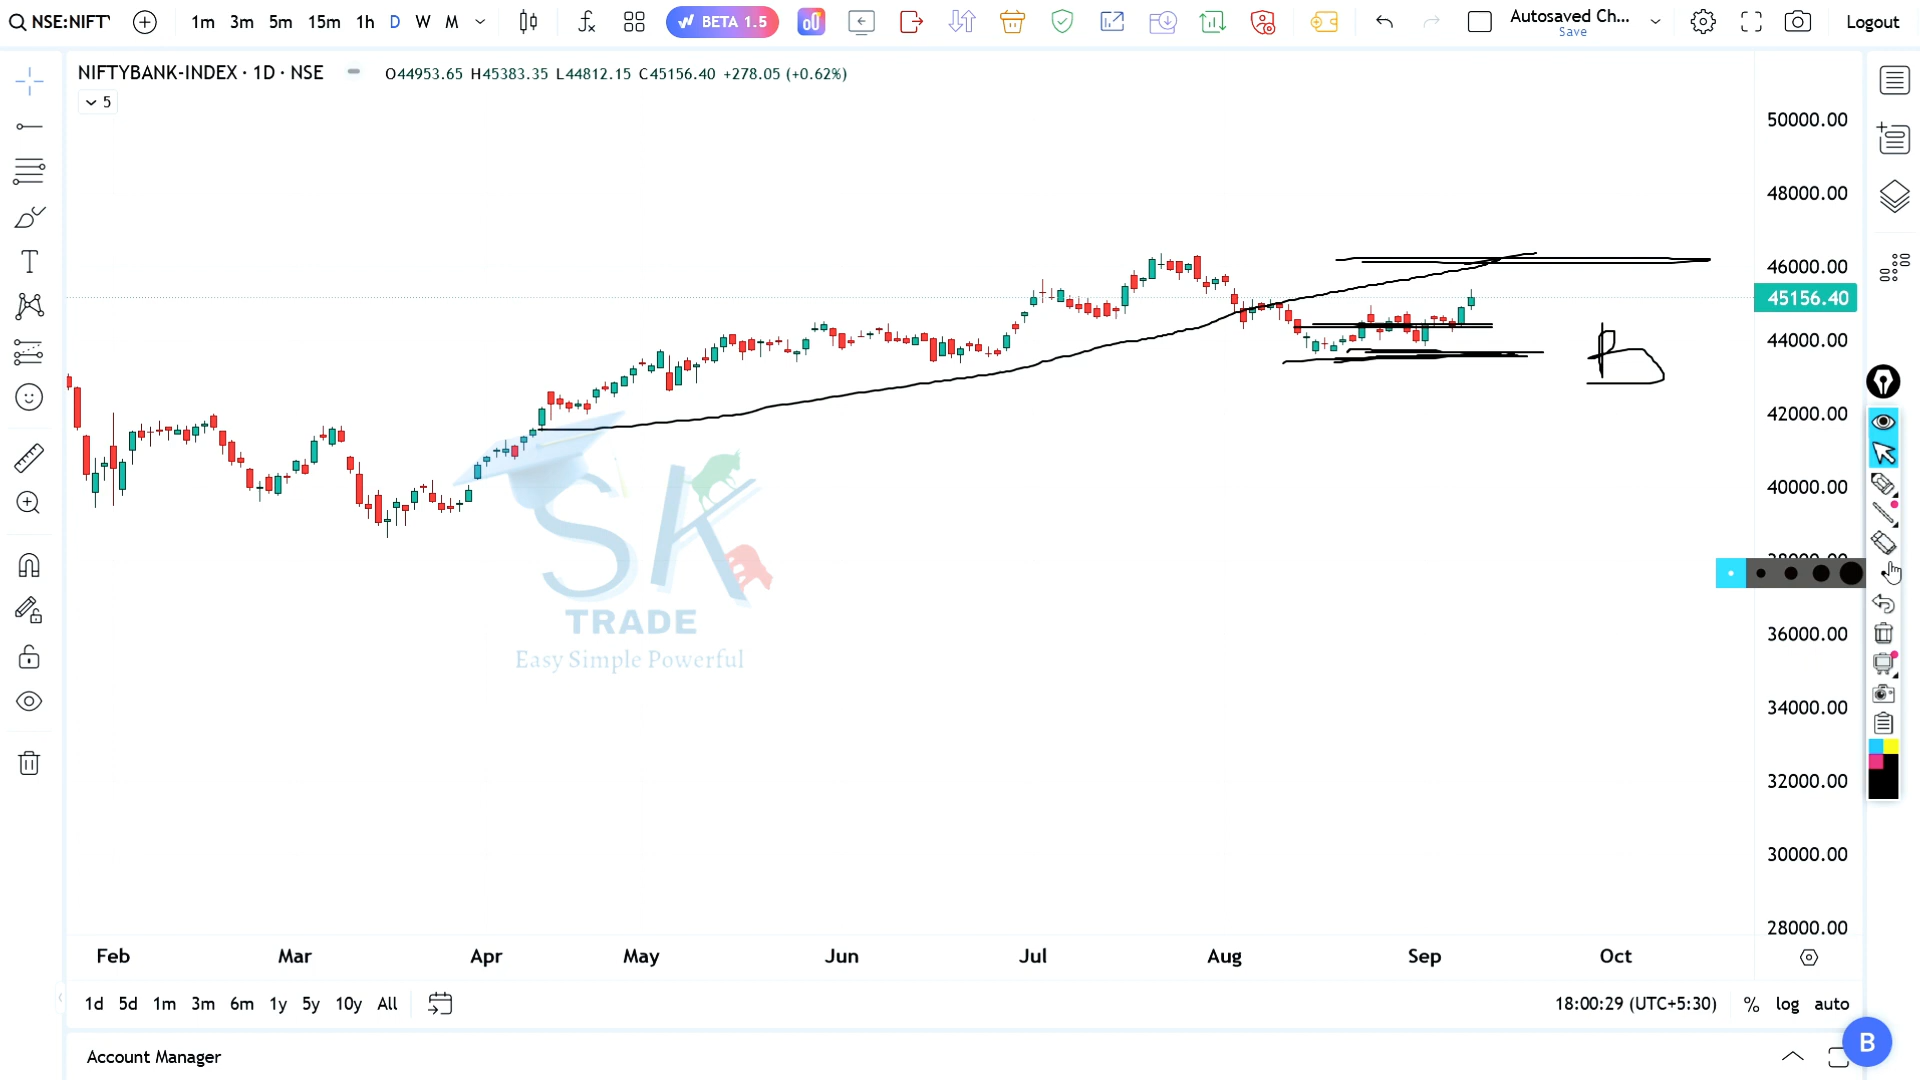 NSE:NIFT 1m 3m 5m 15m 1h D W M BETA 1.5 Autosaved Ch... Logout
Save
NIFTYBANK-INDEX · 1D · NSE O44953.65 H45383.35 L44812.15 C45156.40 +278.05 (+0.62%)
5
50000.00
48000.00
46000.00
45156.40
44000.00
B
42000.00
40000.00
38000.00
36000.00
34000.00
32000.00
30000.00
28000.00
SK
TRADE
Easy Simple Powerful
Feb Mar Apr May Jun Jul Aug Sep Oct
1d 5d 1m 3m 6m 1y 5y 10y All 18:00:29 (UTC+5:30) % log auto
Account Manager B